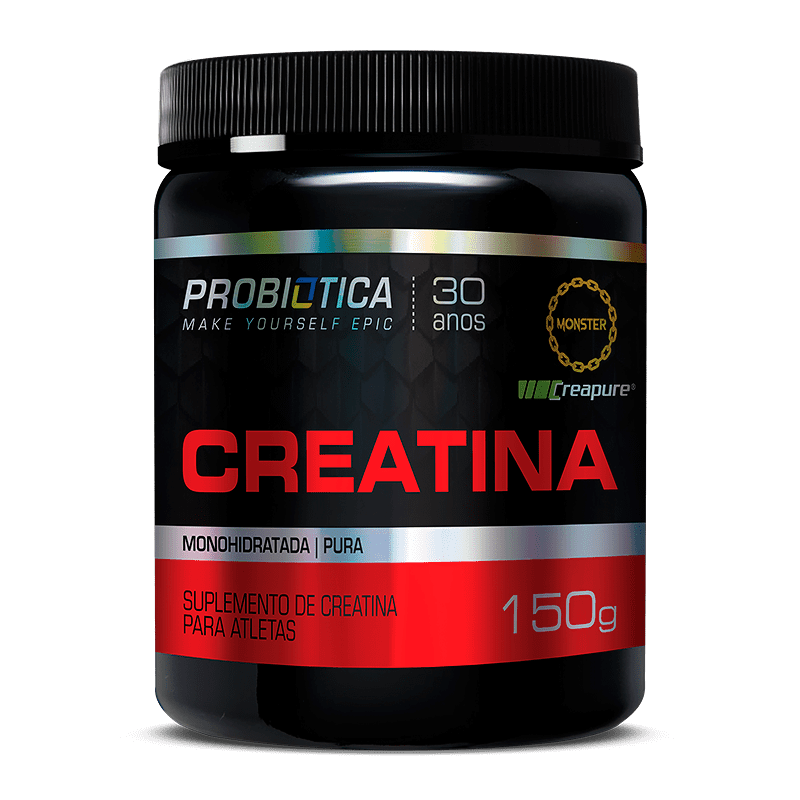 PROBIOTICA
MAKE YOURSELF EPIC
30
anos
MONSTER
Creapure®
CREATINA
MONOHIDRATADA | PURA
SUPLEMENTO DE CREATINA
PARA ATLETAS
150g